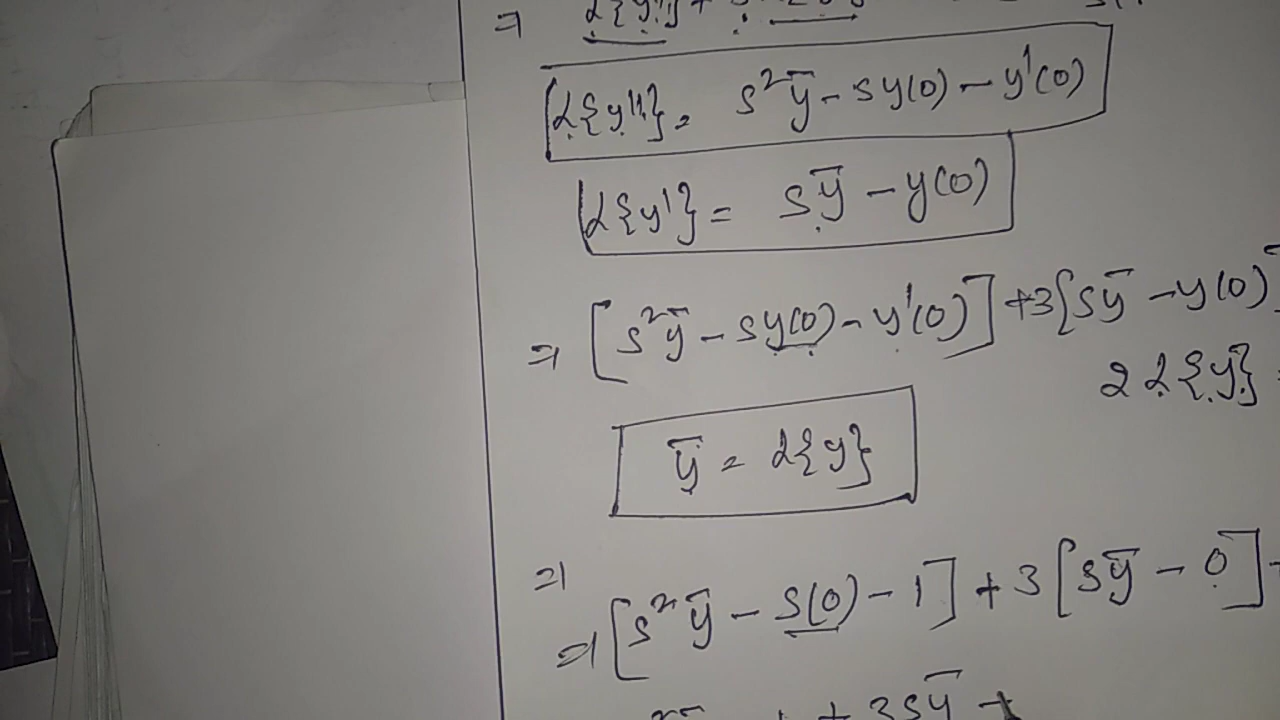 ⇒ L{y''} +
L{y''} = s²ȳ - sy(0) - y'(0)
L{y'} = sȳ - y(0)
⇒ [s²ȳ - sy(0) - y'(0)] + 3[sȳ - y(0)]
2L{y} =
ȳ = L{y}
⇒
⇒ [s²ȳ - s(0) - 1] + 3[sȳ - 0] +
+ 3sȳ +